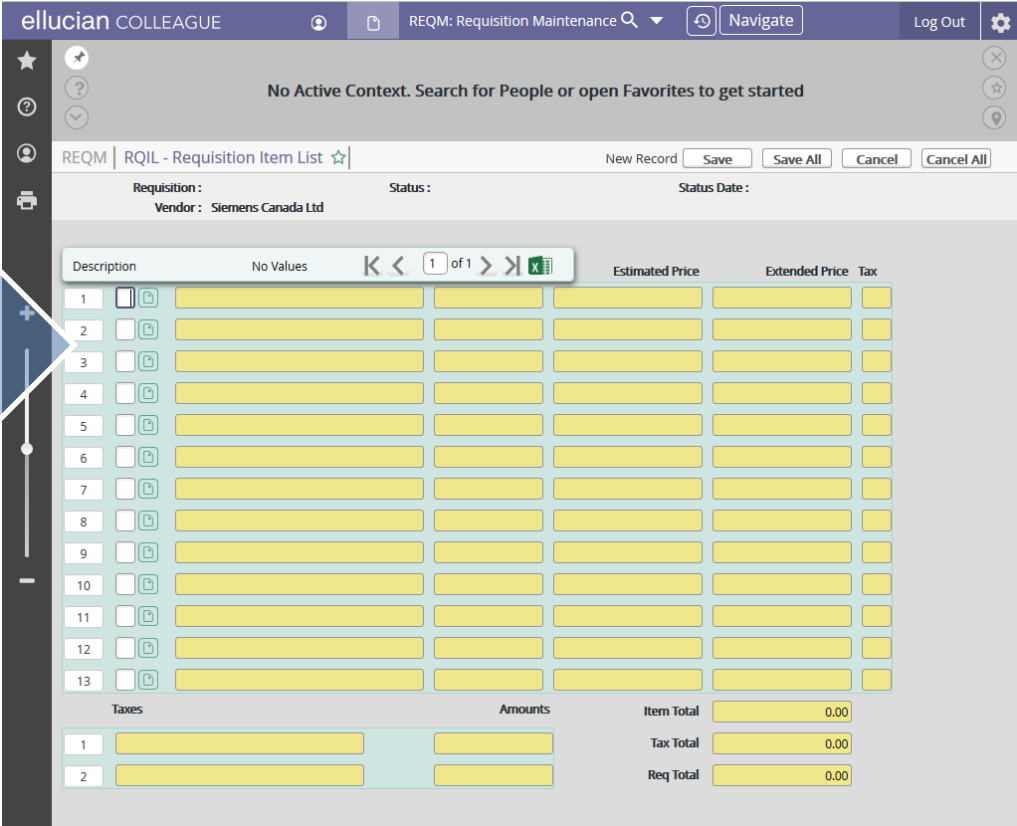 ellucian COLLEAGUE REQM: Requisition Maintenance Navigate Log Out
No Active Context. Search for People or open Favorites to get started
REQM RQIL - Requisition Item List New Record Save Save All Cancel Cancel All
Requisition : Status : Status Date :
Vendor : Siemens Canada Ltd
Description No Values 1 of 1 Estimated Price Extended Price Tax
1
2
3
4
5
6
7
8
9
10
11
12
13
Taxes Amounts Item Total 0.00
1 Tax Total 0.00
2 Req Total 0.00